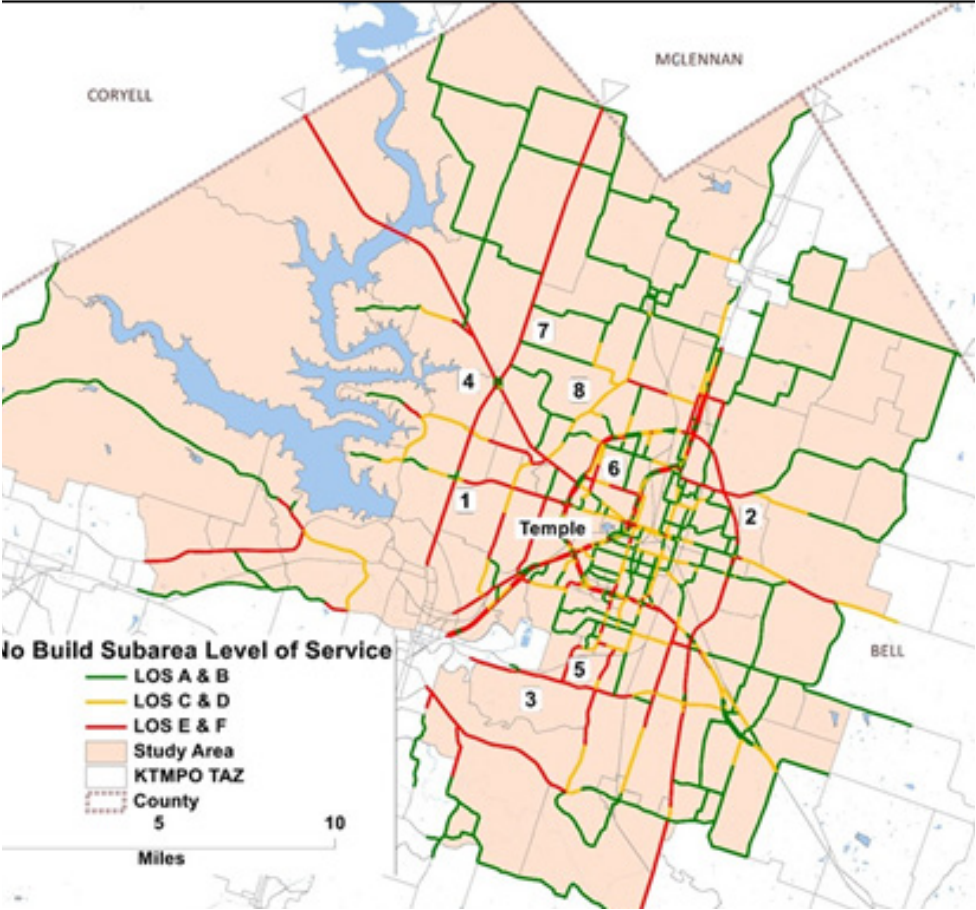 CORYELL
MCLENNAN
7
4
8
6
1
2
Temple
BELL
5
3
No Build Subarea Level of Service
LOS A & B
LOS C & D
LOS E & F
Study Area
KTMPO TAZ
County
5 10
Miles